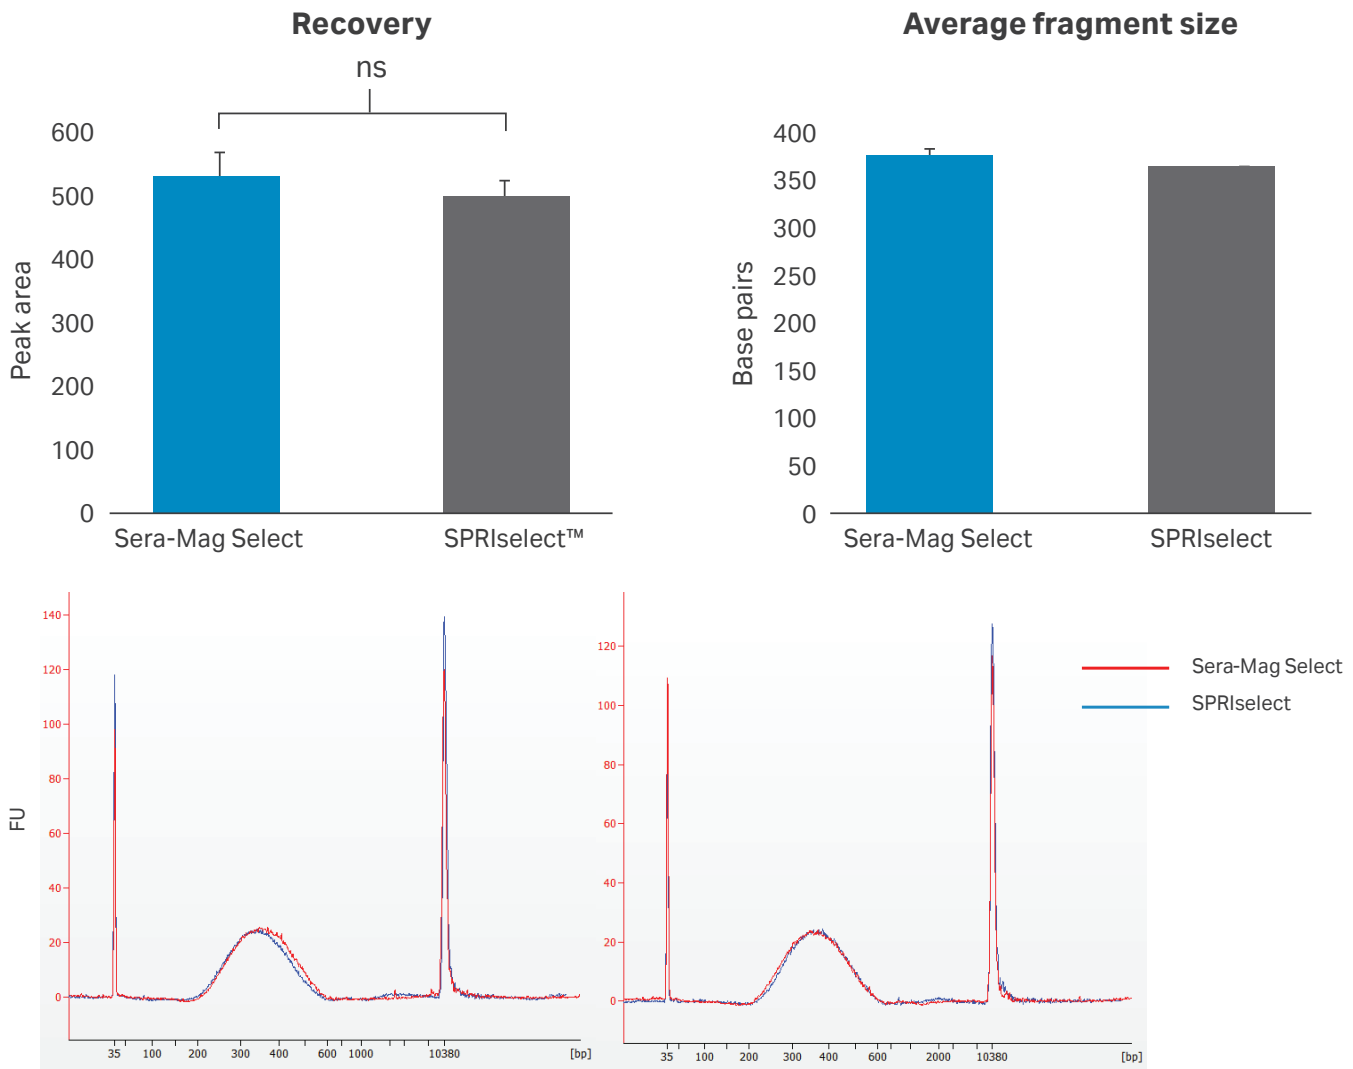 Recovery
ns
600
500
400
300
200
100
0
Peak area
Sera-Mag Select
SPRIselect™
Average fragment size
400
350
300
250
200
150
100
50
0
Base pairs
Sera-Mag Select
SPRIselect
FU
140
120
100
80
60
40
20
0
35 100 200 300 400 600 1000 10380 [bp]
120
100
80
60
40
20
0
35 100 200 300 400 600 2000 10380 [bp]
Sera-Mag Select
SPRIselect